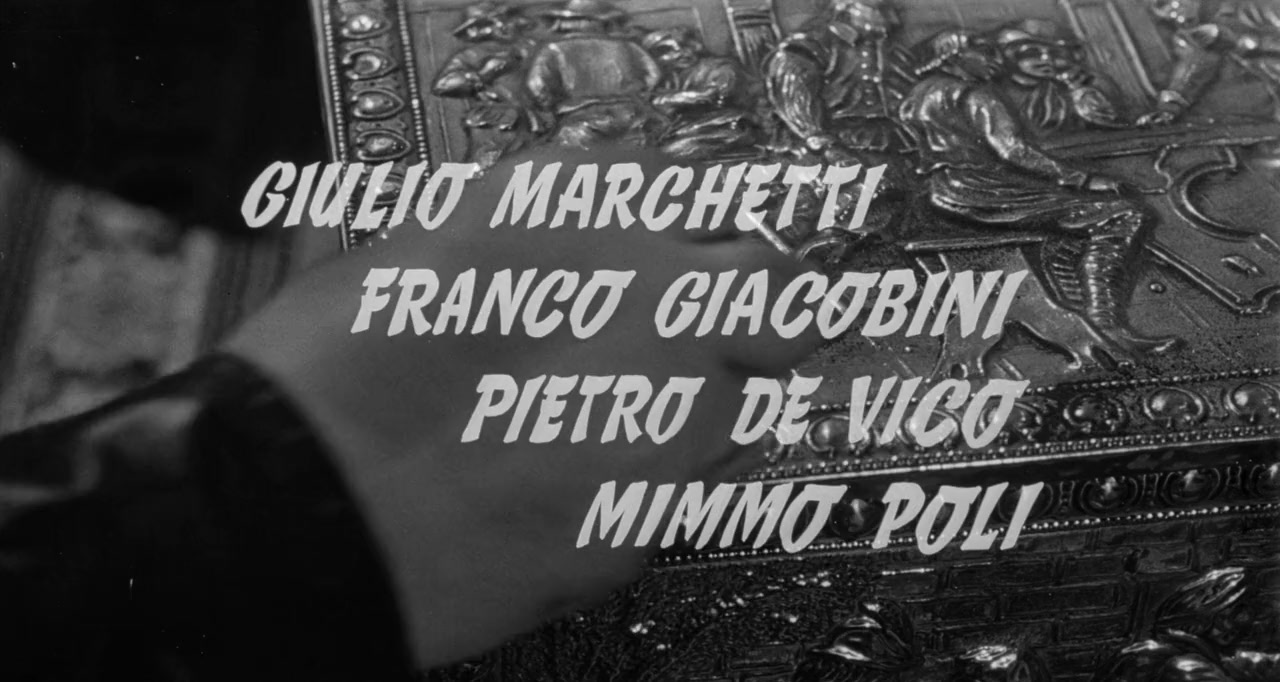 GIULIO MARCHETTI
FRANCO GIACOBINI
PIETRO DE VICO
MIMMO POLI